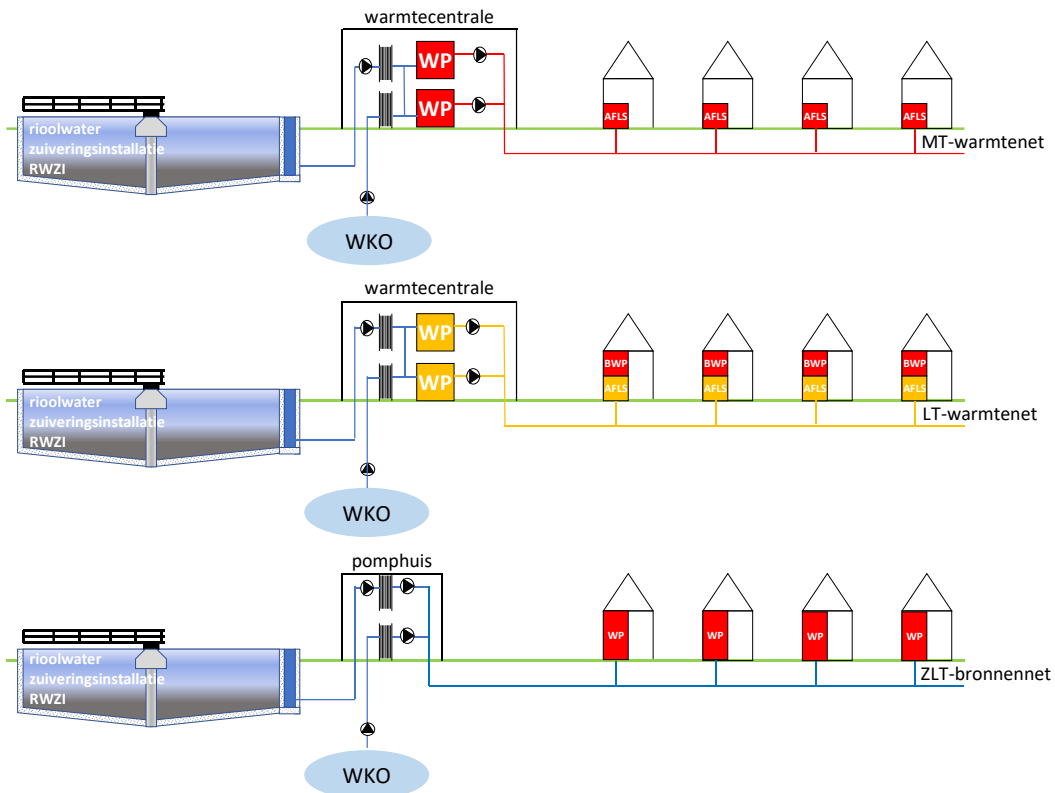 warmtecentrale
WP
WP
rioolwater
zuiveringsinstallatie
RWZI
AFLS
AFLS
AFLS
AFLS
MT-warmtenet
WKO
warmtecentrale
WP
WP
rioolwater
zuiveringsinstallatie
RWZI
BWP
BWP
BWP
BWP
AFLS
AFLS
AFLS
AFLS
LT-warmtenet
WKO
pomphuis
rioolwater
zuiveringsinstallatie
RWZI
WP
WP
WP
WP
ZLT-bronnennet
WKO